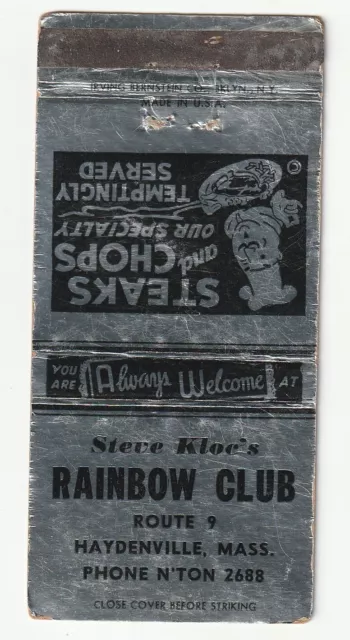 IRVING BERNSTEIN CO., BKLYN., N.Y.
MADE IN U.S.A.
STEAKS
and CHOPS
OUR SPECIALTY
TEMPTINGLY
SERVED
YOU ARE Always Welcome AT
Steve Kloc's
RAINBOW CLUB
ROUTE 9
HAYDENVILLE, MASS.
PHONE N'TON 2688
CLOSE COVER BEFORE STRIKING